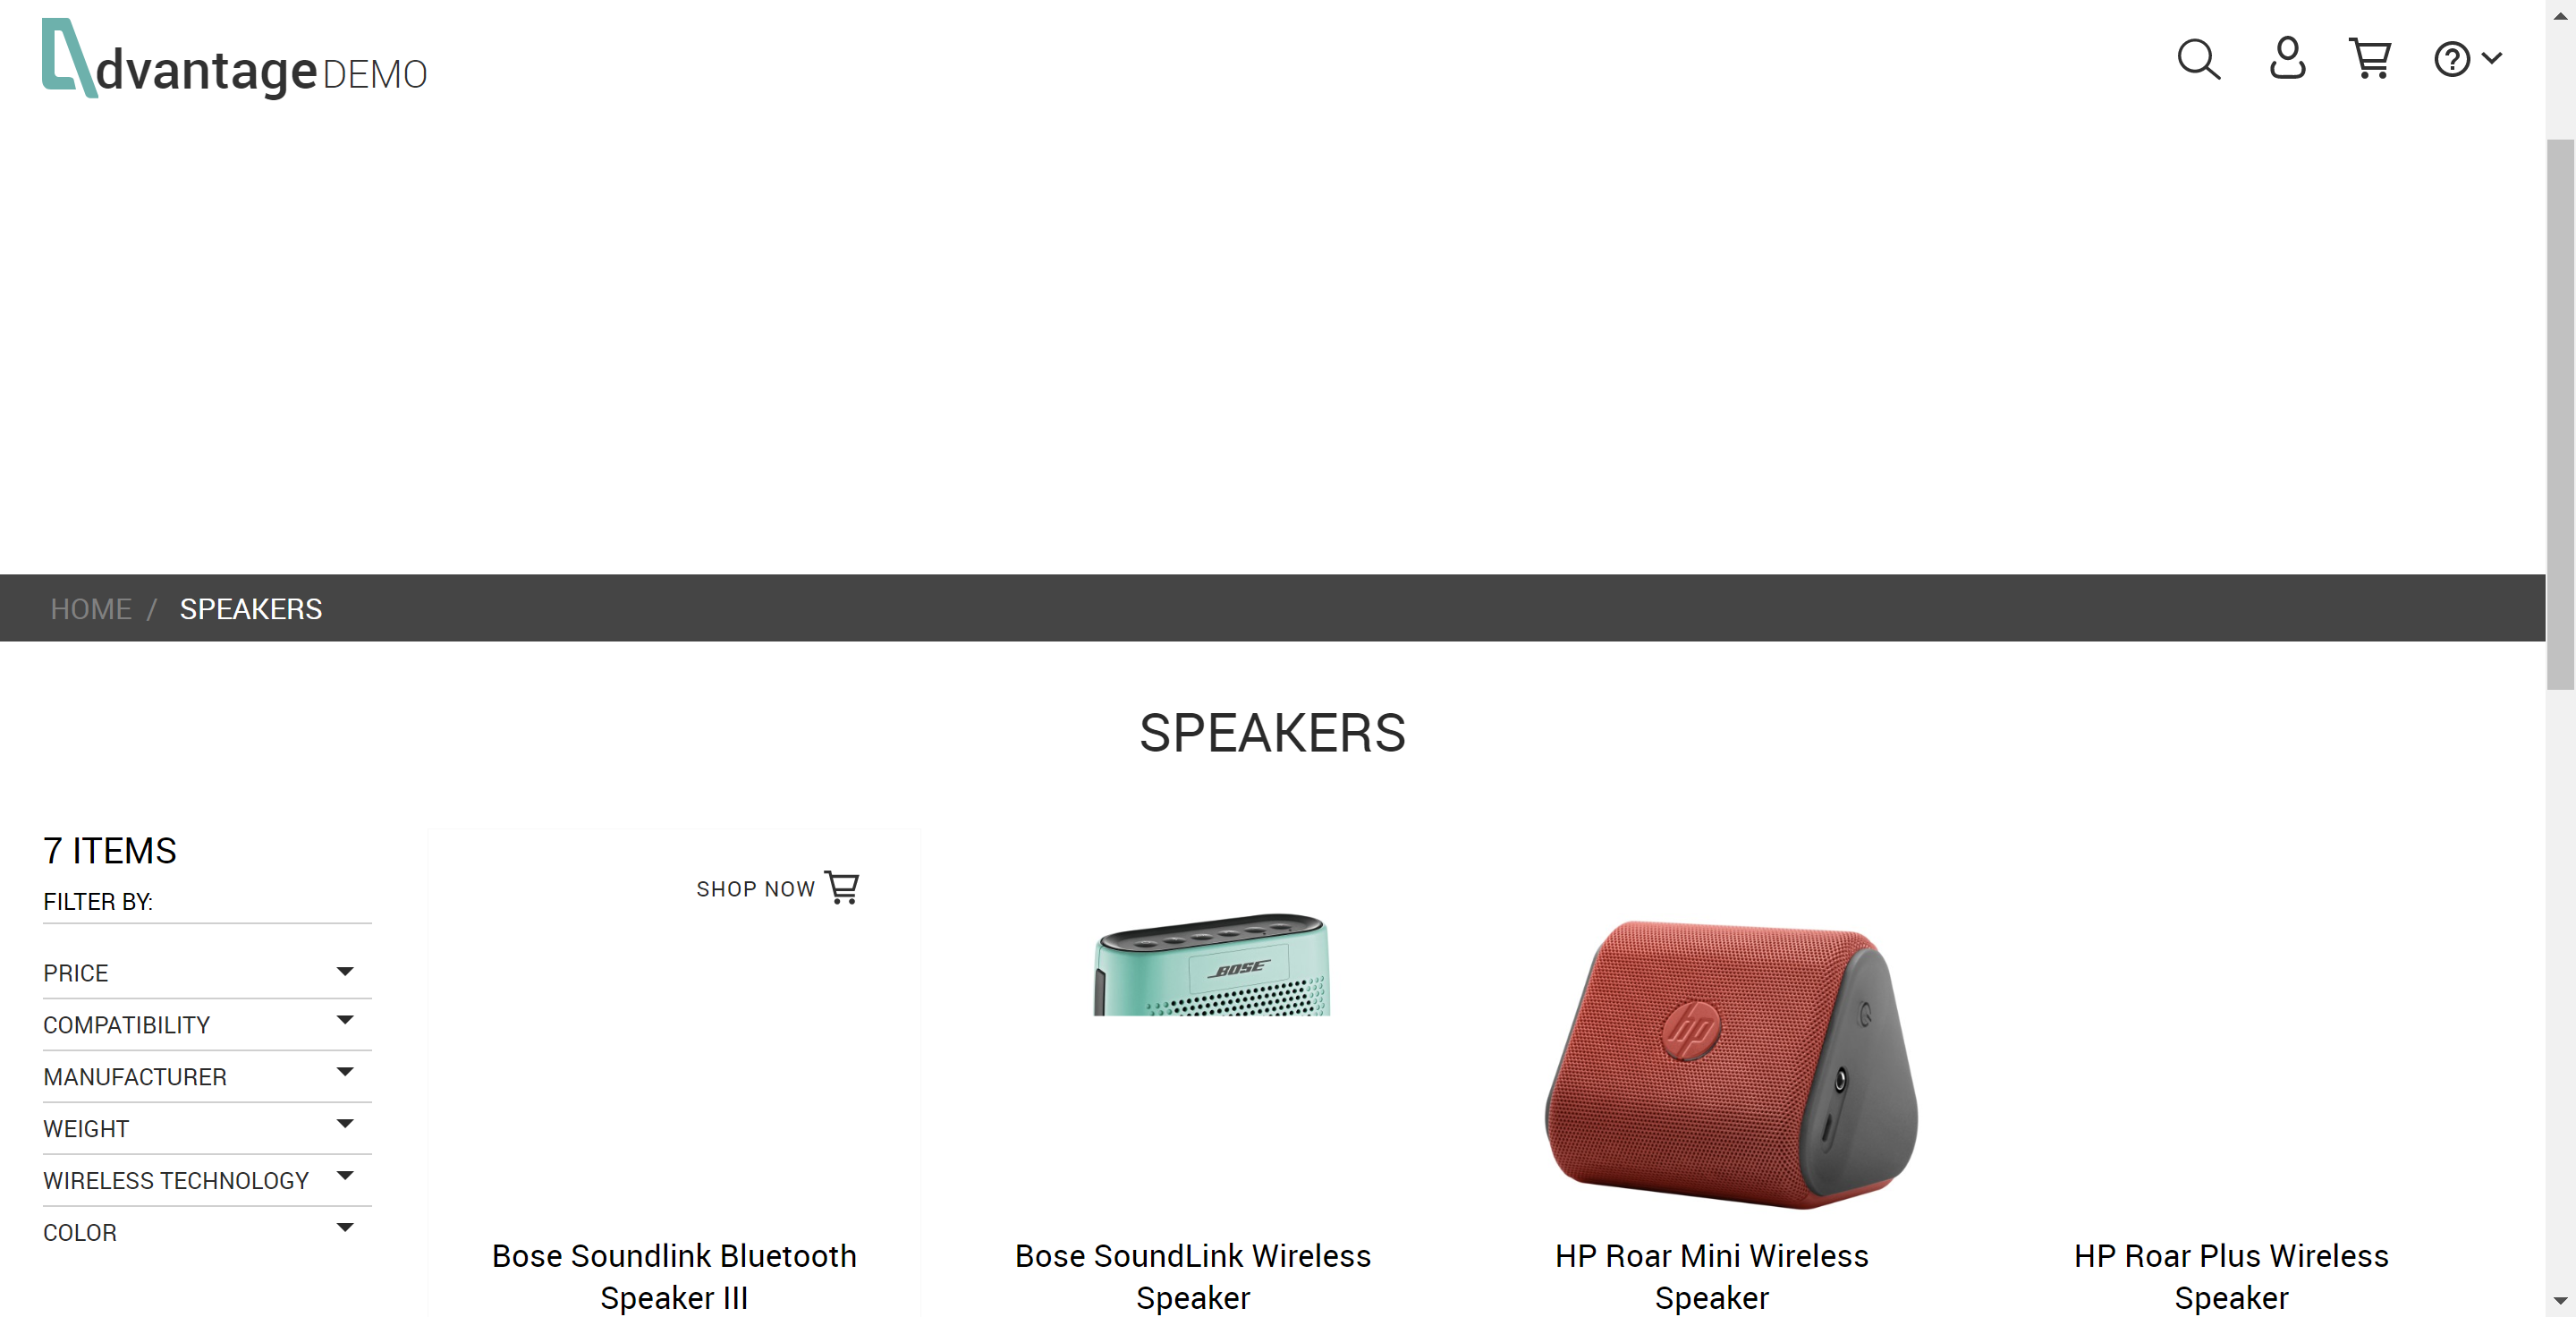 dvantage DEMO
HOME / SPEAKERS
SPEAKERS
7 ITEMS
FILTER BY:
PRICE
COMPATIBILITY
MANUFACTURER
WEIGHT
WIRELESS TECHNOLOGY
COLOR
SHOP NOW
Bose Soundlink Bluetooth
Speaker III
BOSE
Bose SoundLink Wireless
Speaker
hp
HP Roar Mini Wireless
Speaker
HP Roar Plus Wireless
Speaker